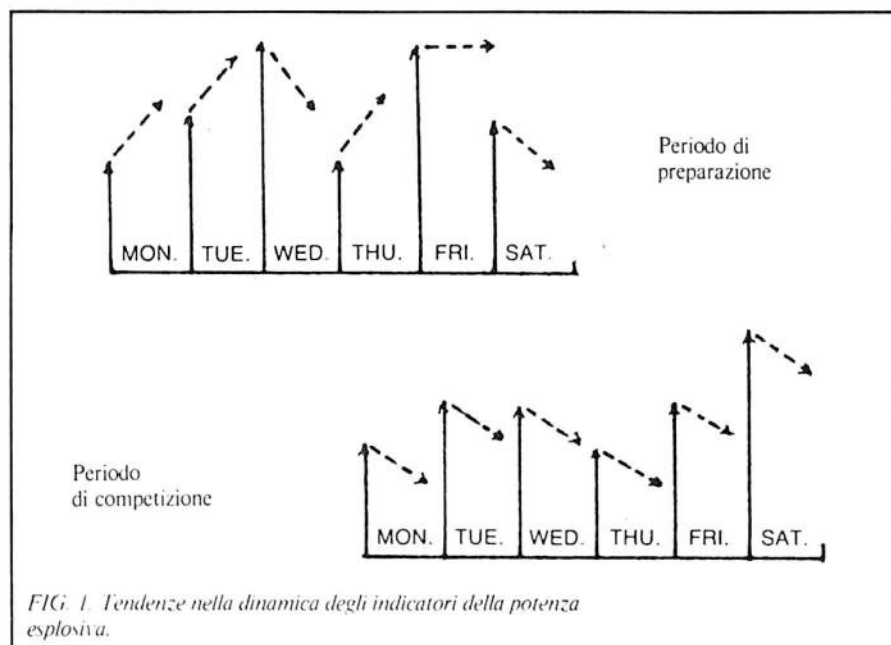 Periodo di
preparazione
MON. TUE. WED. THU. FRI. SAT.
Periodo
di competizione
MON. TUE. WED. THU. FRI. SAT.
FIG. 1. Tendenze nella dinamica degli indicatori della potenza
esplosiva.